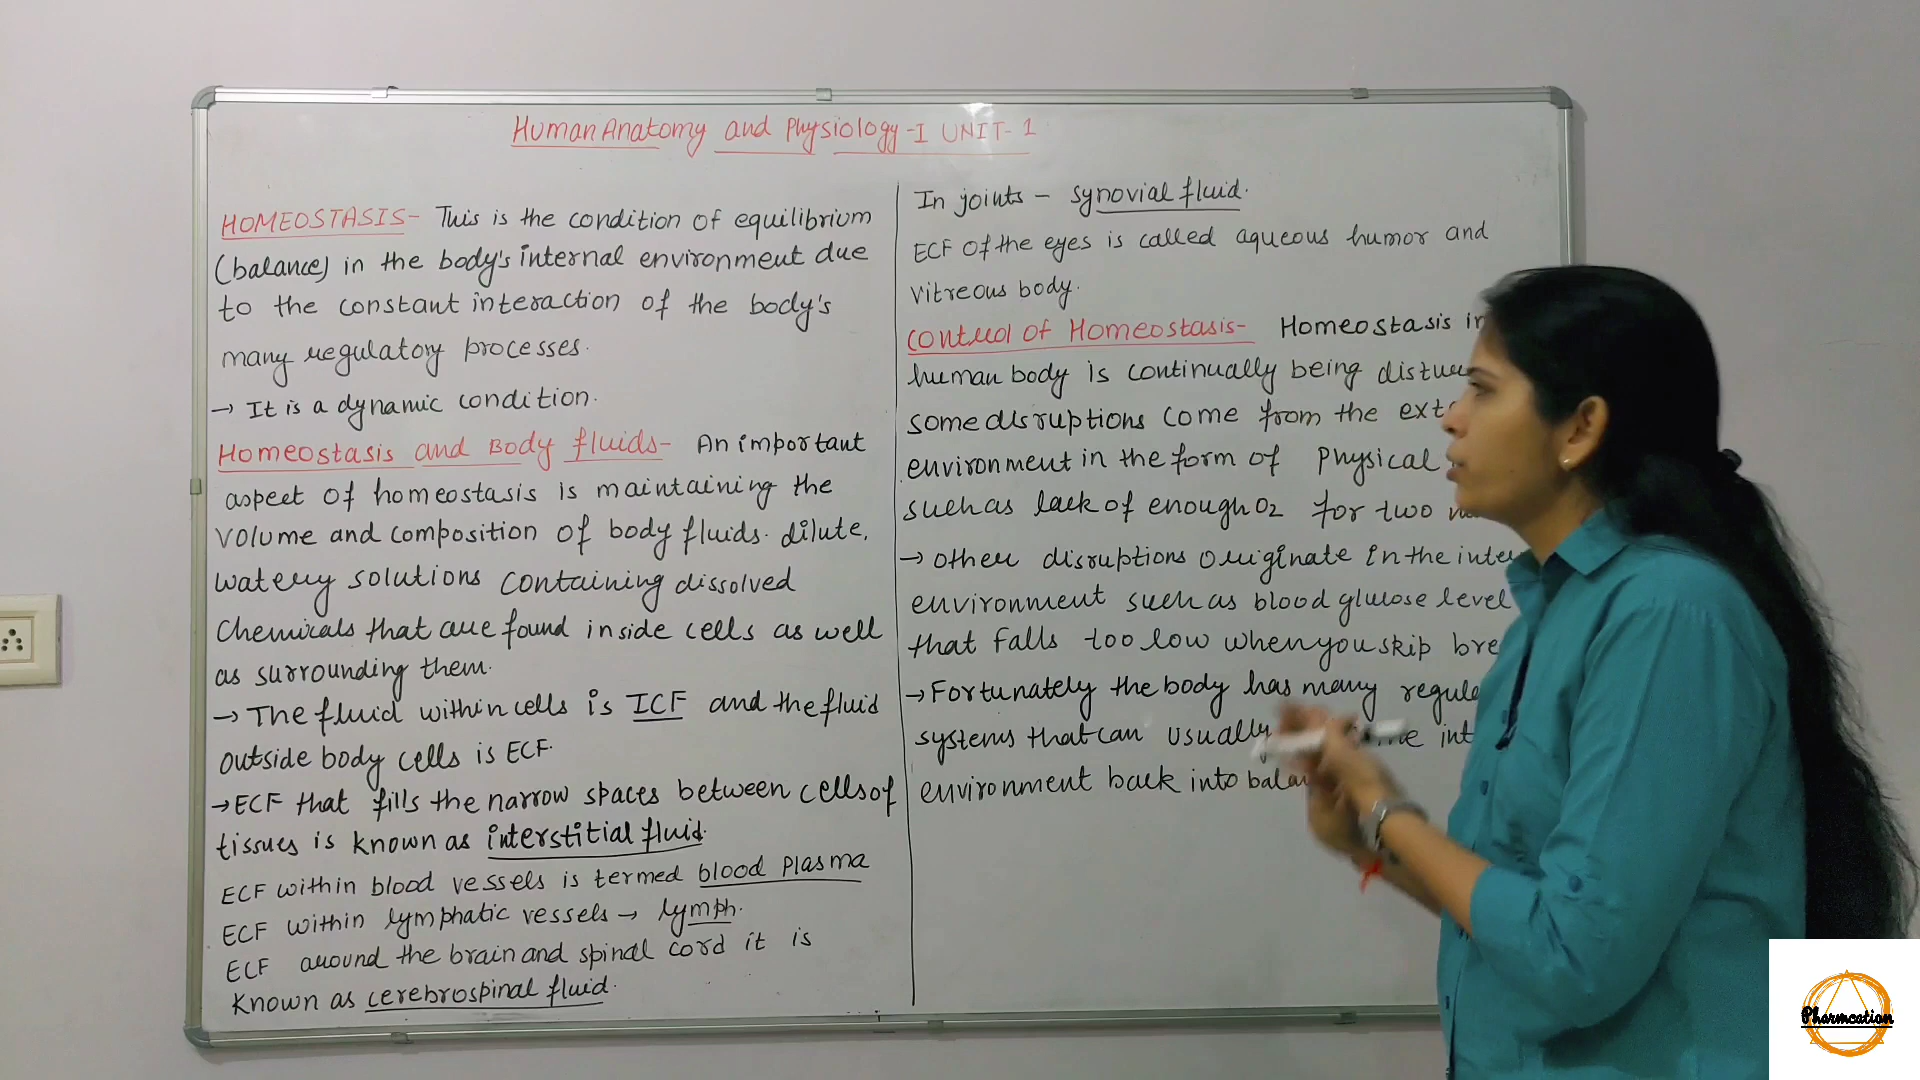 Human Anatomy and Physiology-I UNIT-1
HOMEOSTASIS- This is the condition of equilibrium
(balance) in the body's internal environment due
to the constant interaction of the body's
many regulatory processes.
→ It is a dynamic condition.
Homeostasis and Body fluids- An important
aspect of homeostasis is maintaining the
volume and composition of body fluids. dilute,
watery solutions containing dissolved
chemicals that are found inside cells as well
as surrounding them.
→ The fluid within cells is ICF and the fluid
outside body cells is ECF.
→ ECF that fills the narrow spaces between cells of
tissues is known as interstitial fluid.
ECF within blood vessels is termed blood plasma
ECF within lymphatic vessels → lymph.
ECF around the brain and spinal cord it is
known as cerebrospinal fluid.
In joints - synovial fluid.
ECF of the eyes is called aqueous humor and
vitreous body.
Control of Homeostasis- Homeostasis in
human body is continually being
some disruptions come from the
environment in the form of Physical
such as lack of enough O2 for two
→ other disruptions originate in the
environment such as blood glucose level
that falls too low when you skip
→ Fortunately the body has many
systems that can usually
environment back into
Pharmcation